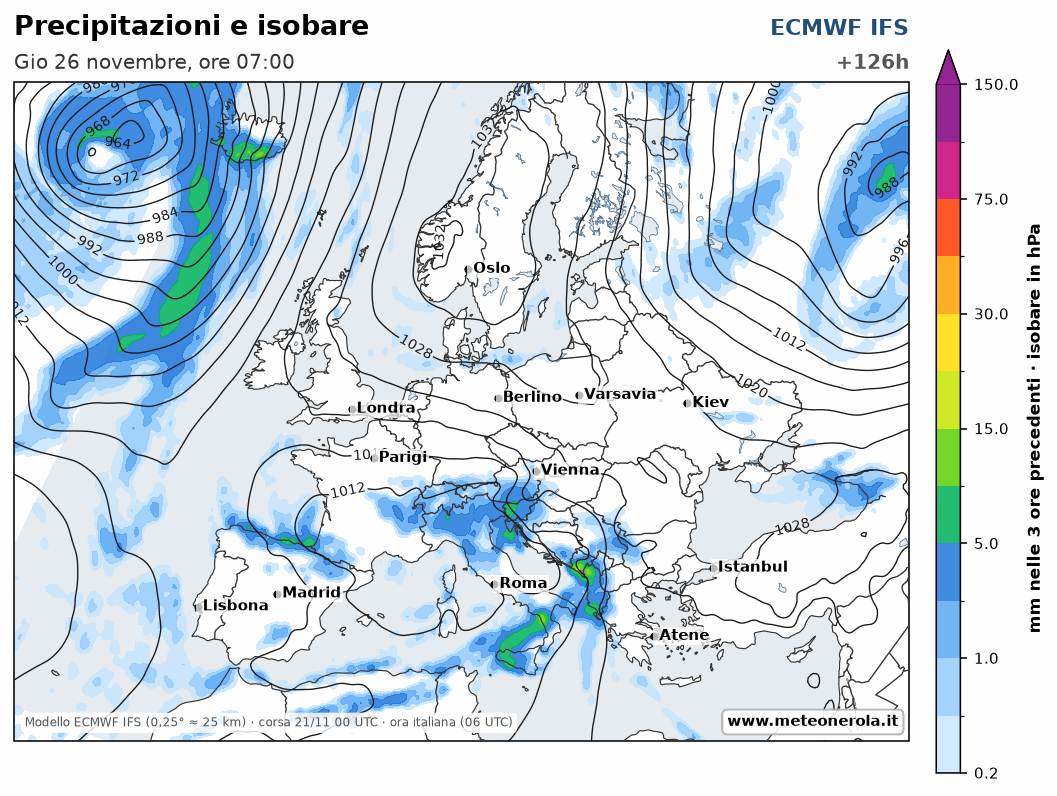 Precipitazioni e isobare
ECMWF IFS
Gio 26 novembre, ore 07:00
+126h
968
964
972
984
988
992
1000
1032
1028
1000
992
988
996
1012
1020
1012
1028
Oslo
Berlino
Varsavia
Kiev
Londra
Parigi
Vienna
Roma
Istanbul
Madrid
Lisbona
Atene
Modello ECMWF IFS (0,25° ≈ 25 km) · corsa 21/11 00 UTC · ora italiana (06 UTC)
www.meteonerola.it
150.0
75.0
30.0
15.0
5.0
1.0
0.2
mm nelle 3 ore precedenti · isobare in hPa